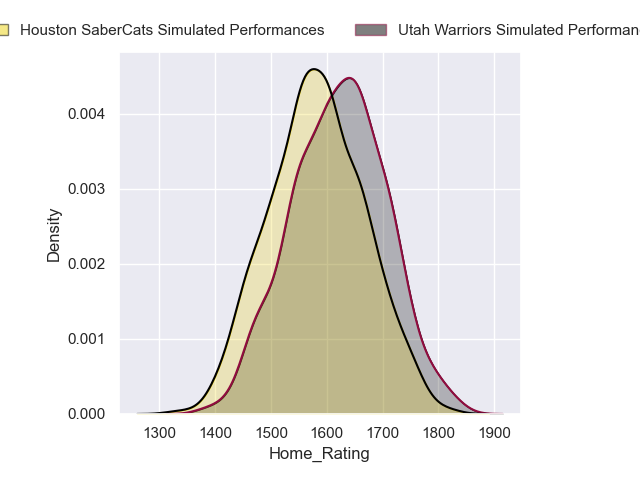 Houston SaberCats Simulated Performances
Utah Warriors Simulated
Density
0.004
0.003
0.002
0.001
0.000
1300 1400 1500 1600 1700 1800 1900
Home_Rating